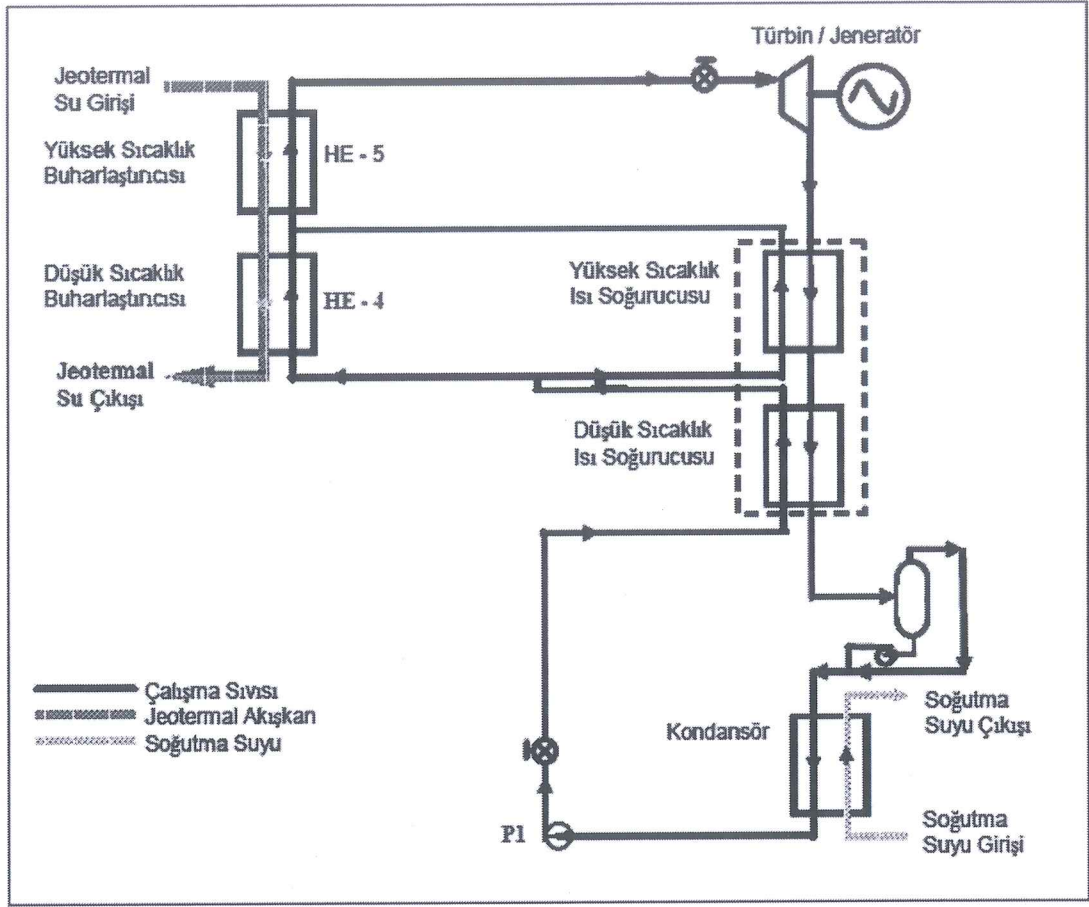 Türbin / Jeneratör
Jeotermal
Su Girişi
Yüksek Sıcaklık
Buharlaştırıcısı
HE - 5
Düşük Sıcaklık
Buharlaştırıcısı
HE - 4
Yüksek Sıcaklık
Isı Soğurucusu
Jeotermal
Su Çıkışı
Düşük Sıcaklık
Isı Soğurucusu
Çalışma Sıvısı
Jeotermal Akışkan
Soğutma Suyu
Kondansör
Soğutma
Suyu Çıkışı
P1
Soğutma
Suyu Girişi